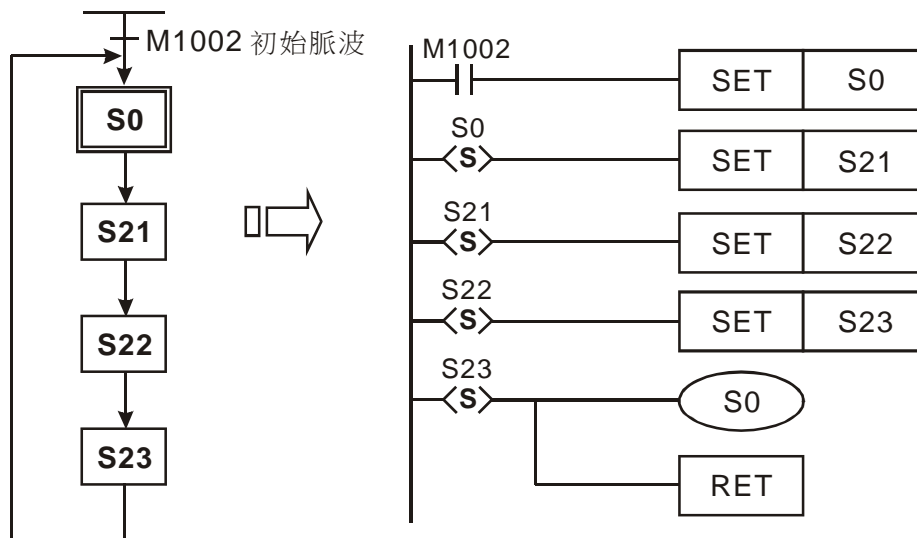 M1002 初始脈波
S0
S21
S22
S23
M1002
SET S0
S0
S
SET S21
S21
S
SET S22
S22
S
SET S23
S23
S
S0
RET